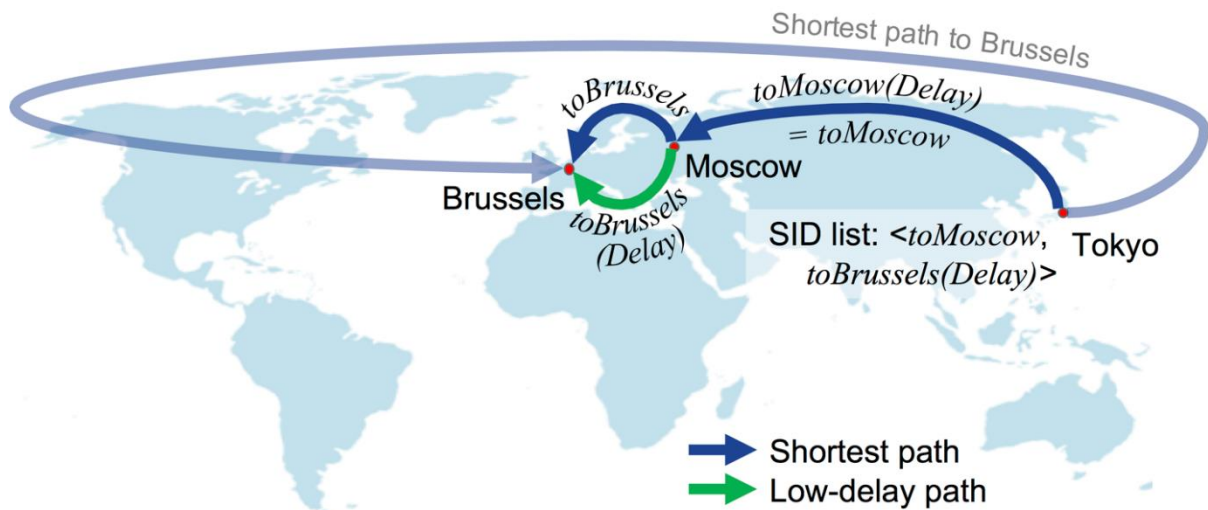 Shortest path to Brussels
toBrussels
toMoscow(Delay)
= toMoscow
Moscow
Brussels
toBrussels
(Delay)
SID list: <toMoscow,
toBrussels(Delay)>
Tokyo
Shortest path
Low-delay path